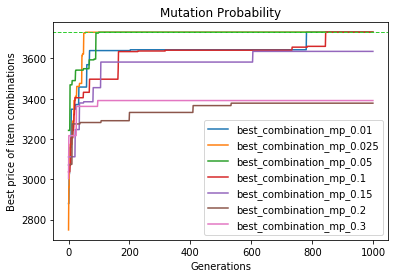 Mutation Probability
Best price of item combinations
3600
3400
3200
3000
2800
0
200
400
600
800
1000
Generations
best_combination_mp_0.01
best_combination_mp_0.025
best_combination_mp_0.05
best_combination_mp_0.1
best_combination_mp_0.15
best_combination_mp_0.2
best_combination_mp_0.3